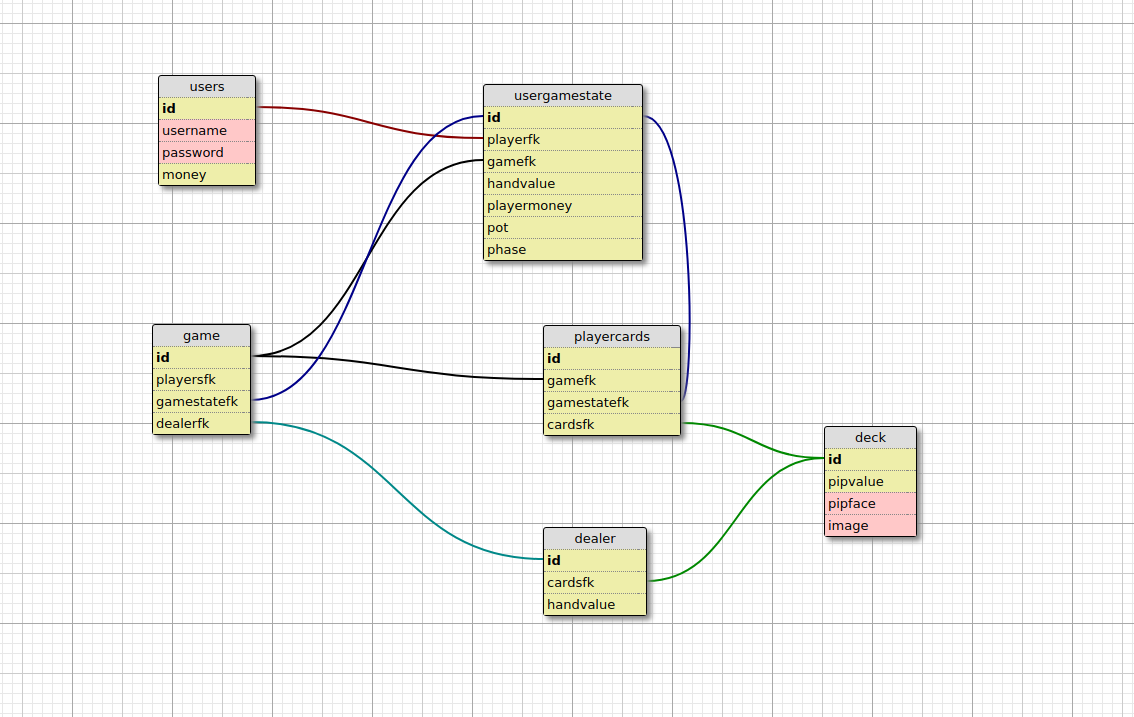 users
id
username
password
money
usergamestate
id
playerfk
gamefk
handvalue
playermoney
pot
phase
game
id
playersfk
gamestatefk
dealerfk
playercards
id
gamefk
gamestatefk
cardsfk
deck
id
pipvalue
pipface
image
dealer
id
cardsfk
handvalue